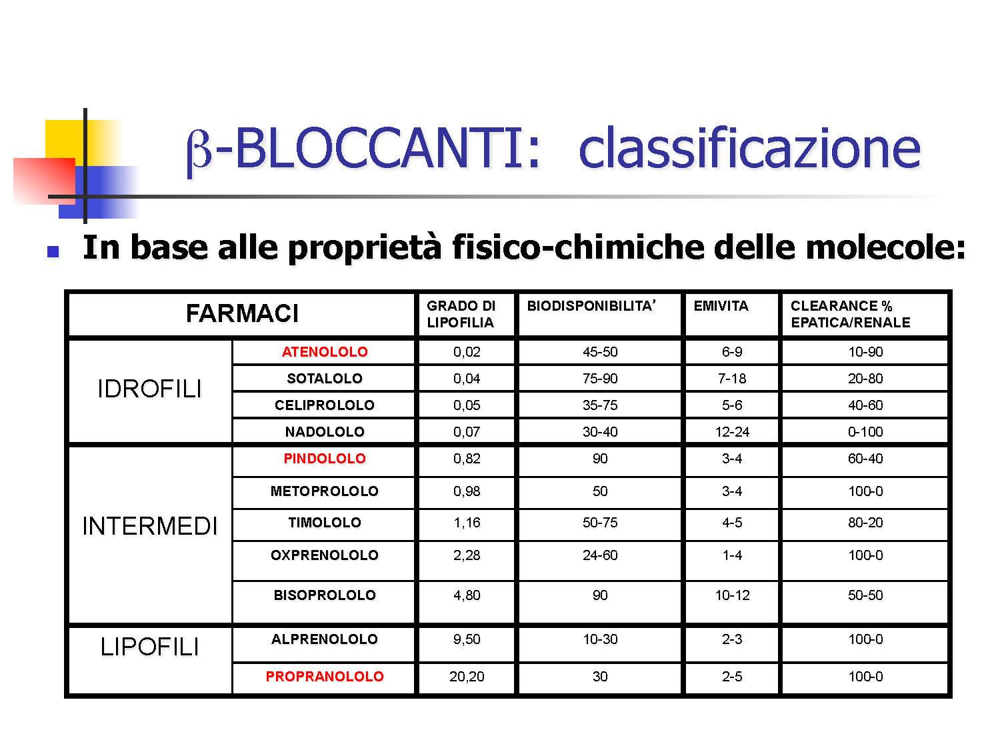 β-BLOCCANTI: classificazione
In base alle proprietà fisico-chimiche delle molecole:
FARMACI GRADO DI LIPOFILIA BIODISPONIBILITA’ EMIVITA CLEARANCE % EPATICA/RENALE
IDROFILI
ATENOLOLO 0,02 45-50 6-9 10-90
SOTALOLO 0,04 75-90 7-18 20-80
CELIPROLOLO 0,05 35-75 5-6 40-60
NADOLOLO 0,07 30-40 12-24 0-100
INTERMEDI
PINDOLOLO 0,82 90 3-4 60-40
METOPROLOLO 0,98 50 3-4 100-0
TIMOLOLO 1,16 50-75 4-5 80-20
OXPRENOLOLO 2,28 24-60 1-4 100-0
BISOPROLOLO 4,80 90 10-12 50-50
LIPOFILI
ALPRENOLOLO 9,50 10-30 2-3 100-0
PROPRANOLOLO 20,20 30 2-5 100-0